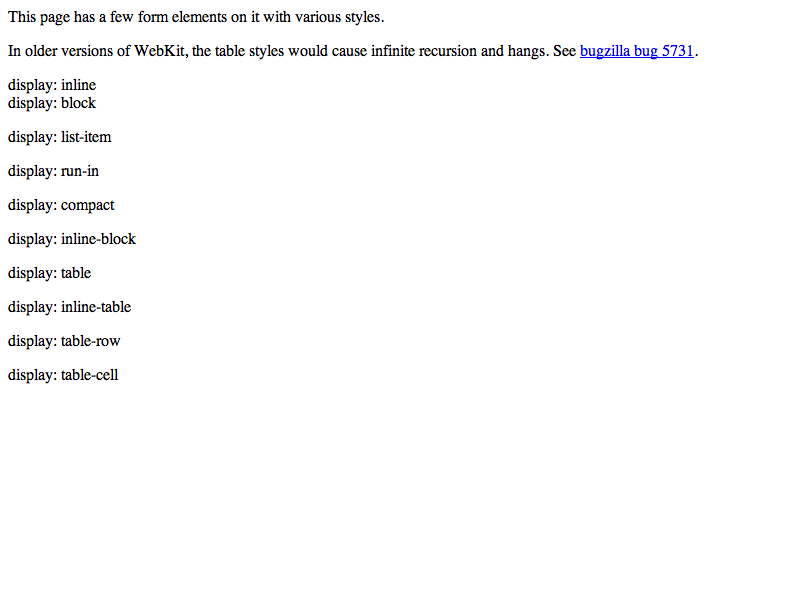 This page has a few form elements on it with various styles.
In older versions of WebKit, the table styles would cause infinite recursion and hangs. See bugzilla bug 5731.
display: inline
display: block
display: list-item
display: run-in
display: compact
display: inline-block
display: table
display: inline-table
display: table-row
display: table-cell